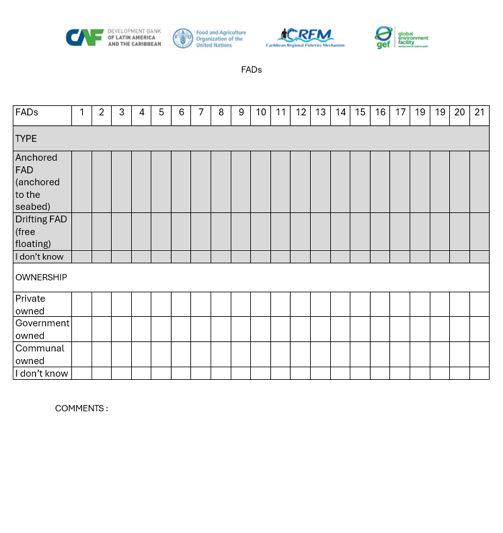 CAF DEVELOPMENT BANK
OF LATIN AMERICA
AND THE CARIBBEAN
Food and Agriculture
Organization of the
United Nations
CRFM
Caribbean Regional Fisheries Mechanism
gef global
environment
facility
FADs
FADs 1 2 3 4 5 6 7 8 9 10 11 12 13 14 15 16 17 19 19 20 21
TYPE
Anchored
FAD
(anchored
to the
seabed)
Drifting FAD
(free
floating)
I don't know
OWNERSHIP
Private
owned
Government
owned
Communal
owned
I don't know
COMMENTS :